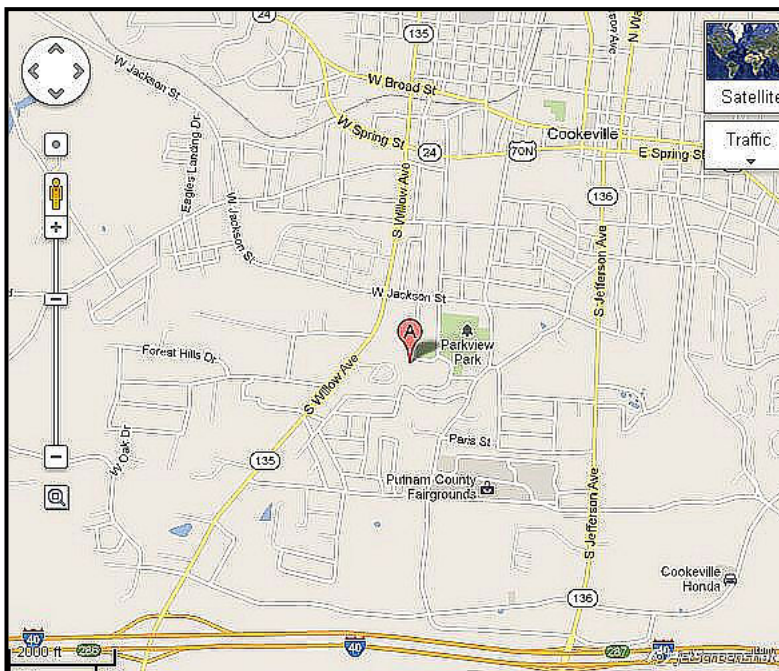 24
135
W Jackson St
W Broad St
Satellite
Cookeville
W Spring St
24
70N
E Spring St
Traffic
Eagles Landing Dr
136
S Willow Ave
W Jackson St
S Jefferson Ave
W Jackson St
A
Parkview
Park
Forest Hills Dr
S Willow Ave
Paris St
W Oak Dr
135
Putnam County
Fairgrounds
S Jefferson Ave
Cookeville
Honda
136
40
286
40
287
40
2000 ft